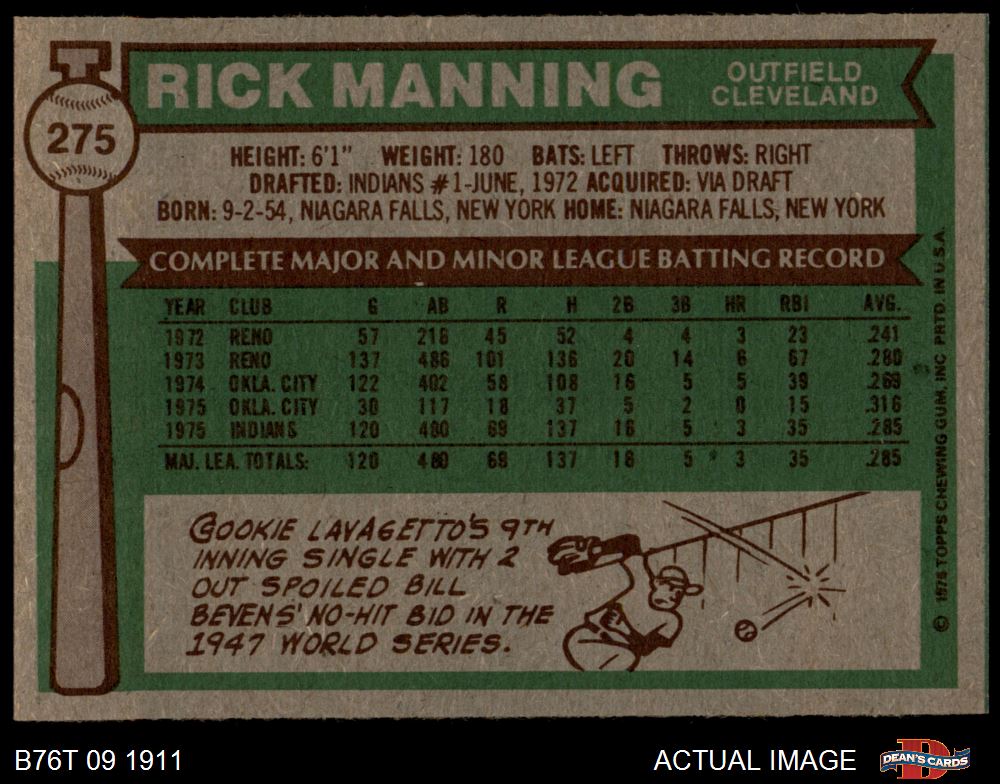 RICK MANNING
OUTFIELD
CLEVELAND
275
HEIGHT: 6'1" WEIGHT: 180 BATS: LEFT THROWS: RIGHT
DRAFTED: INDIANS #1-JUNE, 1972 ACQUIRED: VIA DRAFT
BORN: 9-2-54, NIAGARA FALLS, NEW YORK HOME: NIAGARA FALLS, NEW YORK
COMPLETE MAJOR AND MINOR LEAGUE BATTING RECORD
YEAR CLUB G AB R H 2B 3B HR RBI AVG.
1972 RENO 57 216 45 52 4 4 3 23 .241
1973 RENO 137 486 101 136 20 14 6 67 .280
1974 OKLA. CITY 122 402 58 108 16 5 5 39 .269
1975 OKLA. CITY 30 117 18 37 5 2 0 15 .316
1975 INDIANS 120 480 69 137 16 5 3 35 .285
MAJ. LEA. TOTALS: 120 480 69 137 16 5 3 35 .285
COOKIE LAVAGETTO'S 9TH
INNING SINGLE WITH 2
OUT SPOILED BILL
BEVENS' NO-HIT BID IN THE
1947 WORLD SERIES.
© 1976 TOPPS CHEWING GUM, INC PRTD. IN U.S.A.
B76T 09 1911
ACTUAL IMAGE
DEAN'S CARDS